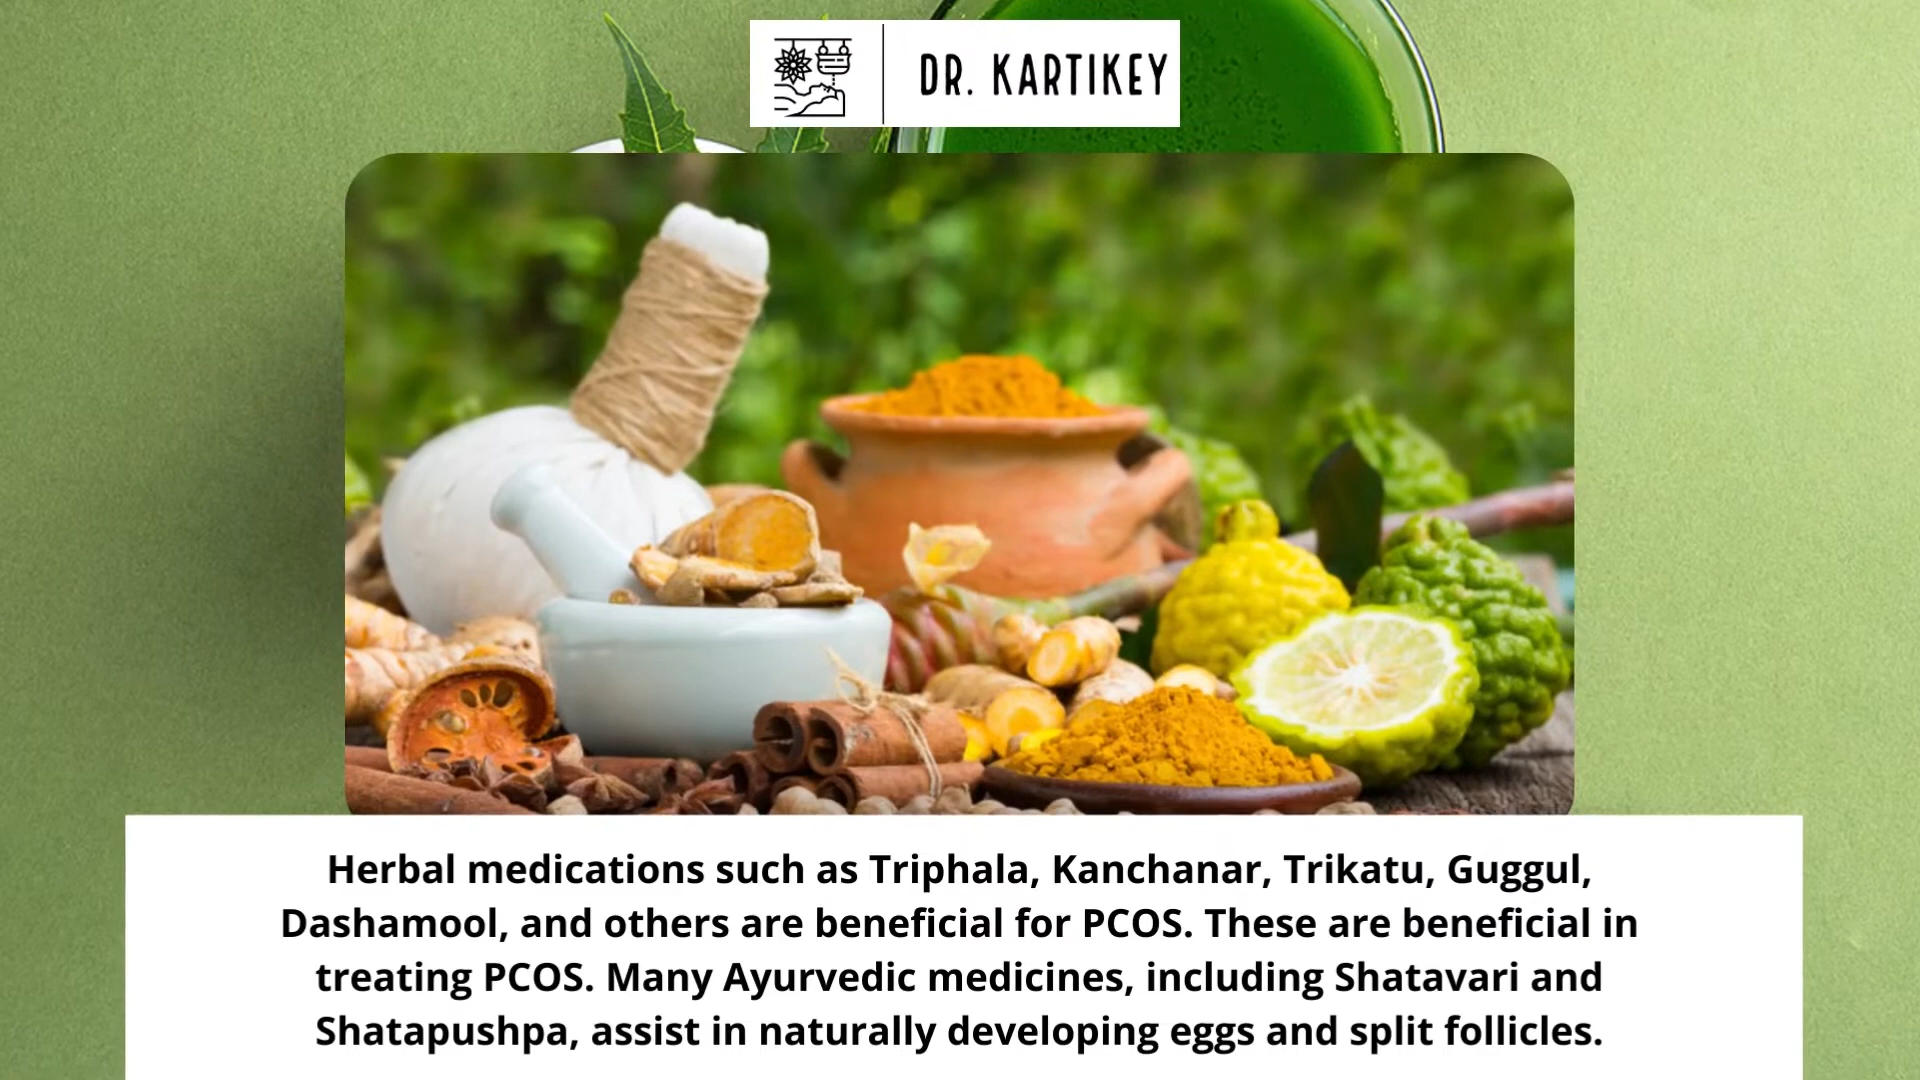 DR. KARTIKEY
Herbal medications such as Triphala, Kanchanar, Trikatu, Guggul,
Dashamool, and others are beneficial for PCOS. These are beneficial in
treating PCOS. Many Ayurvedic medicines, including Shatavari and
Shatapushpa, assist in naturally developing eggs and split follicles.